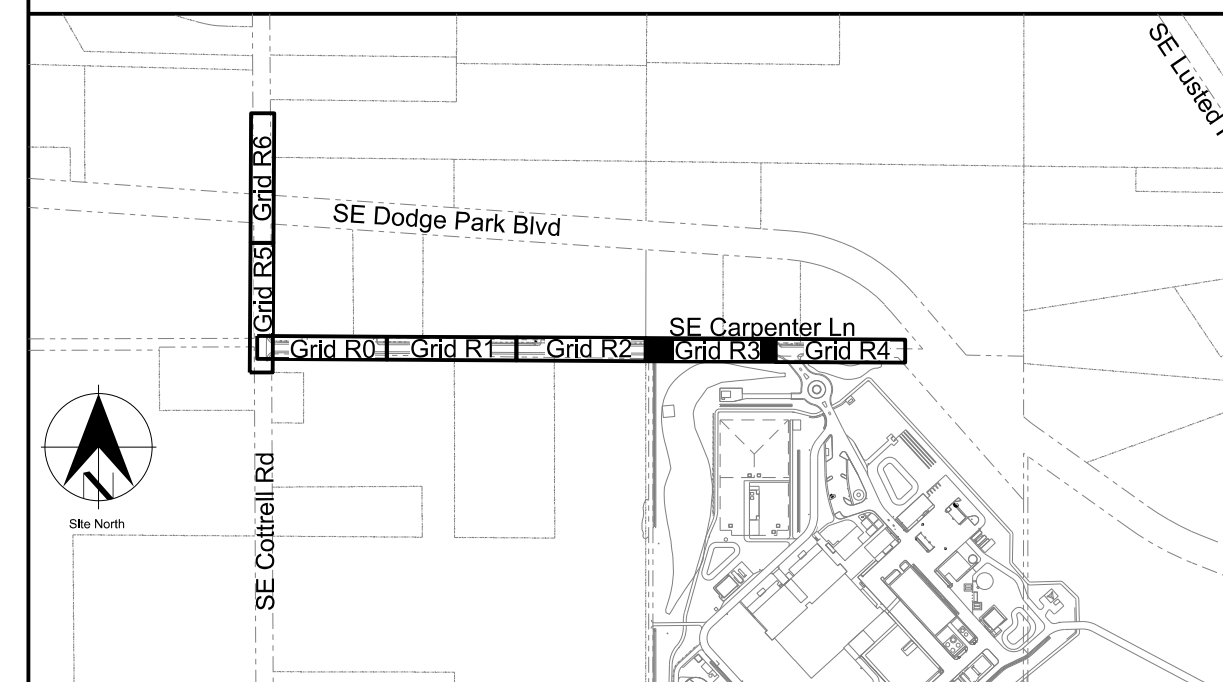 SE Lusted
Grid R6
SE Dodge Park Blvd
Grid R5
SE Carpenter Ln
Grid R0
Grid R1
Grid R2
Grid R3
Grid R4
N
Site North
SE Cottrell Rd